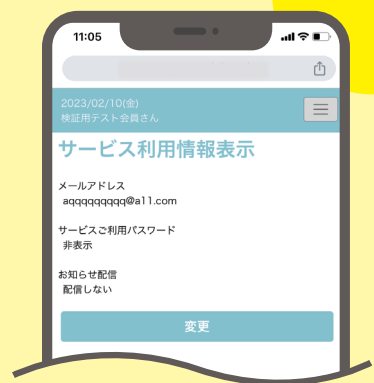 11:05
2023/02/10(金)
検証用テスト会員さん
サービス利用情報表示
メールアドレス
aqqqqqqqqq@a11.com
サービスご利用パスワード
非表示
お知らせ配信
配信しない
変更